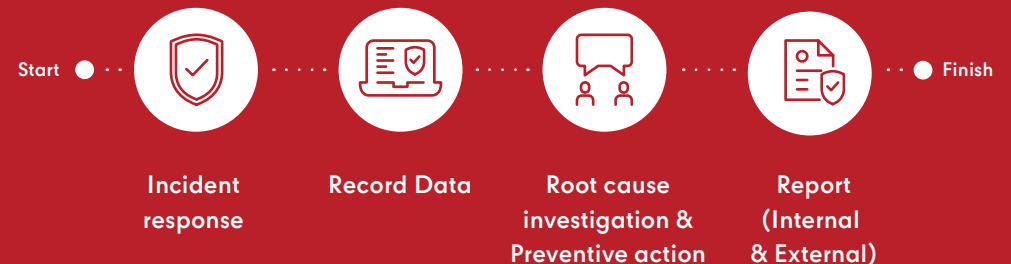 Start
Finish
Incident
response
Record Data
Root cause
investigation &
Preventive action
Report
(Internal
& External)